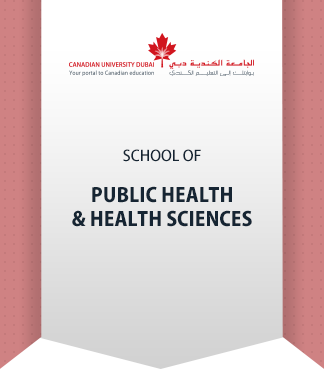 CANADIAN UNIVERSITY DUBAI الجامعة الكندية دبي
Your portal to Canadian education بوابتك إلى التعليم الكندي
SCHOOL OF
PUBLIC HEALTH
& HEALTH SCIENCES